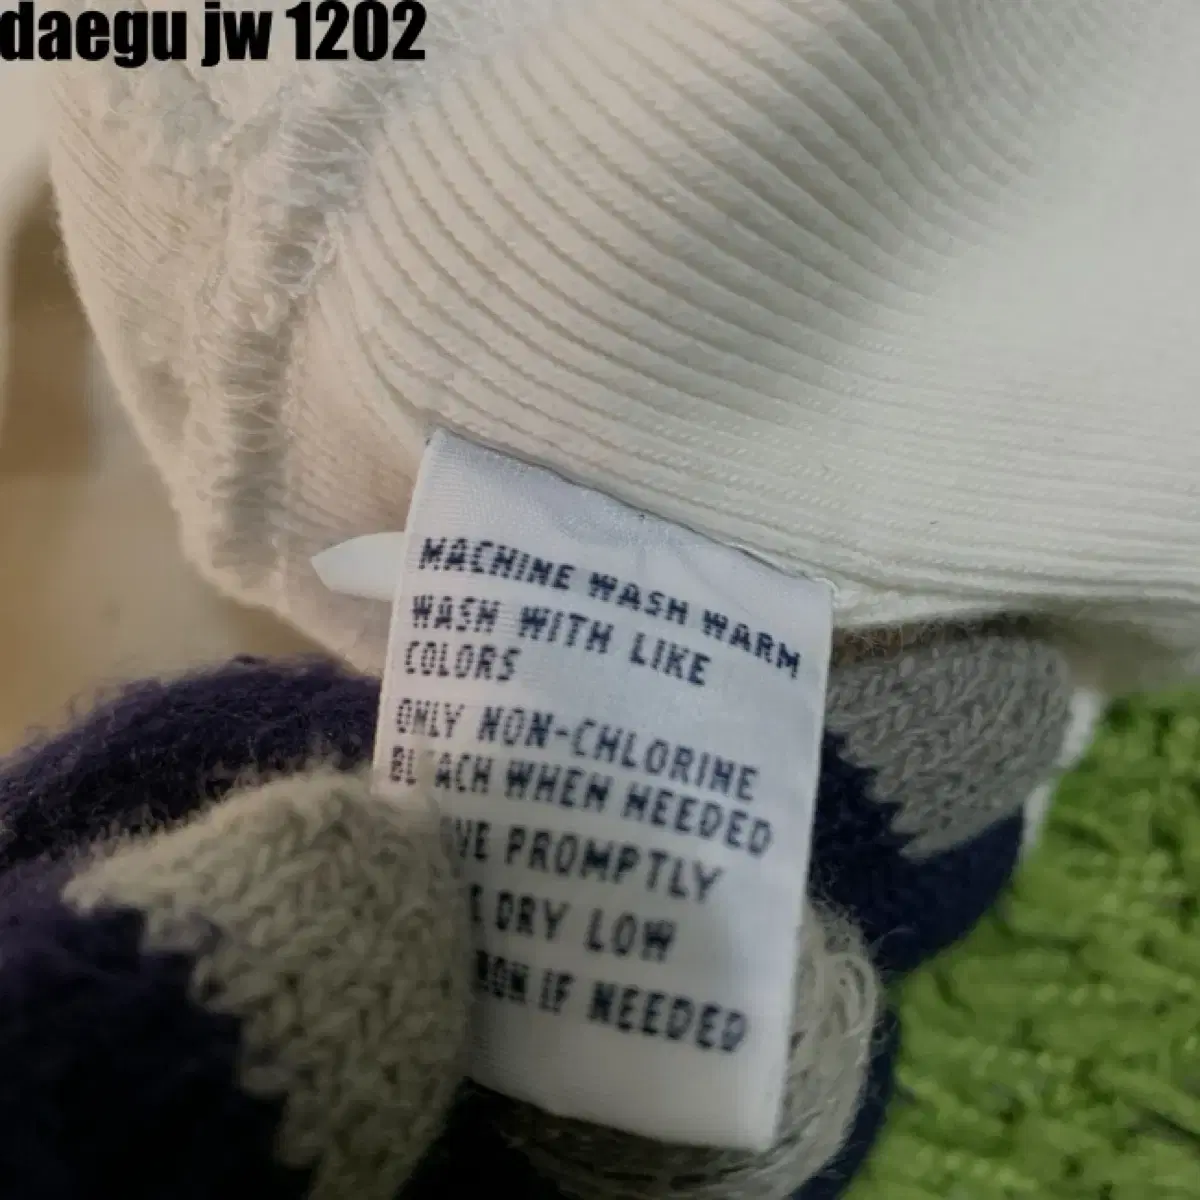 daegu jw 1202
MACHINE WASH WARM
WASH WITH LIKE
COLORS
ONLY NON-CHLORINE
WHEN NEEDED
PROMPTLY
DRY LOW
IF NEEDED